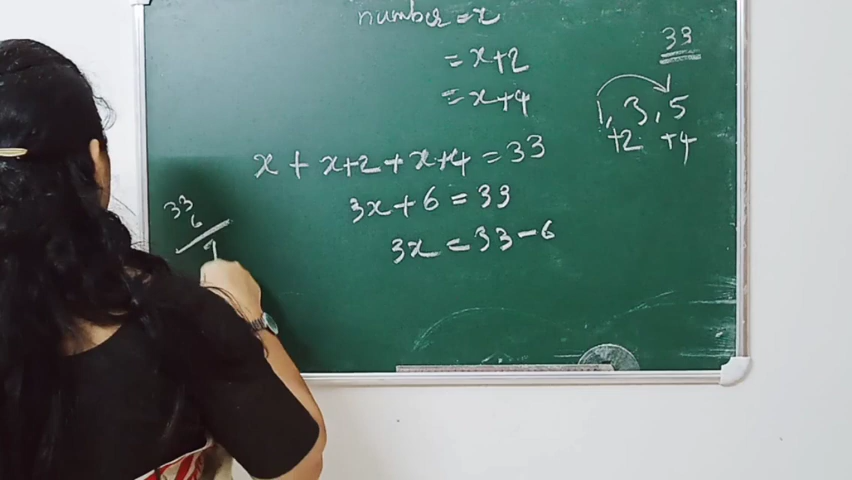 number = x
= x+2
= x+4
33
1, 3, 5
+2 +4
x + x+2 + x+4 = 33
3x + 6 = 33
3x = 33 - 6
33
6
7